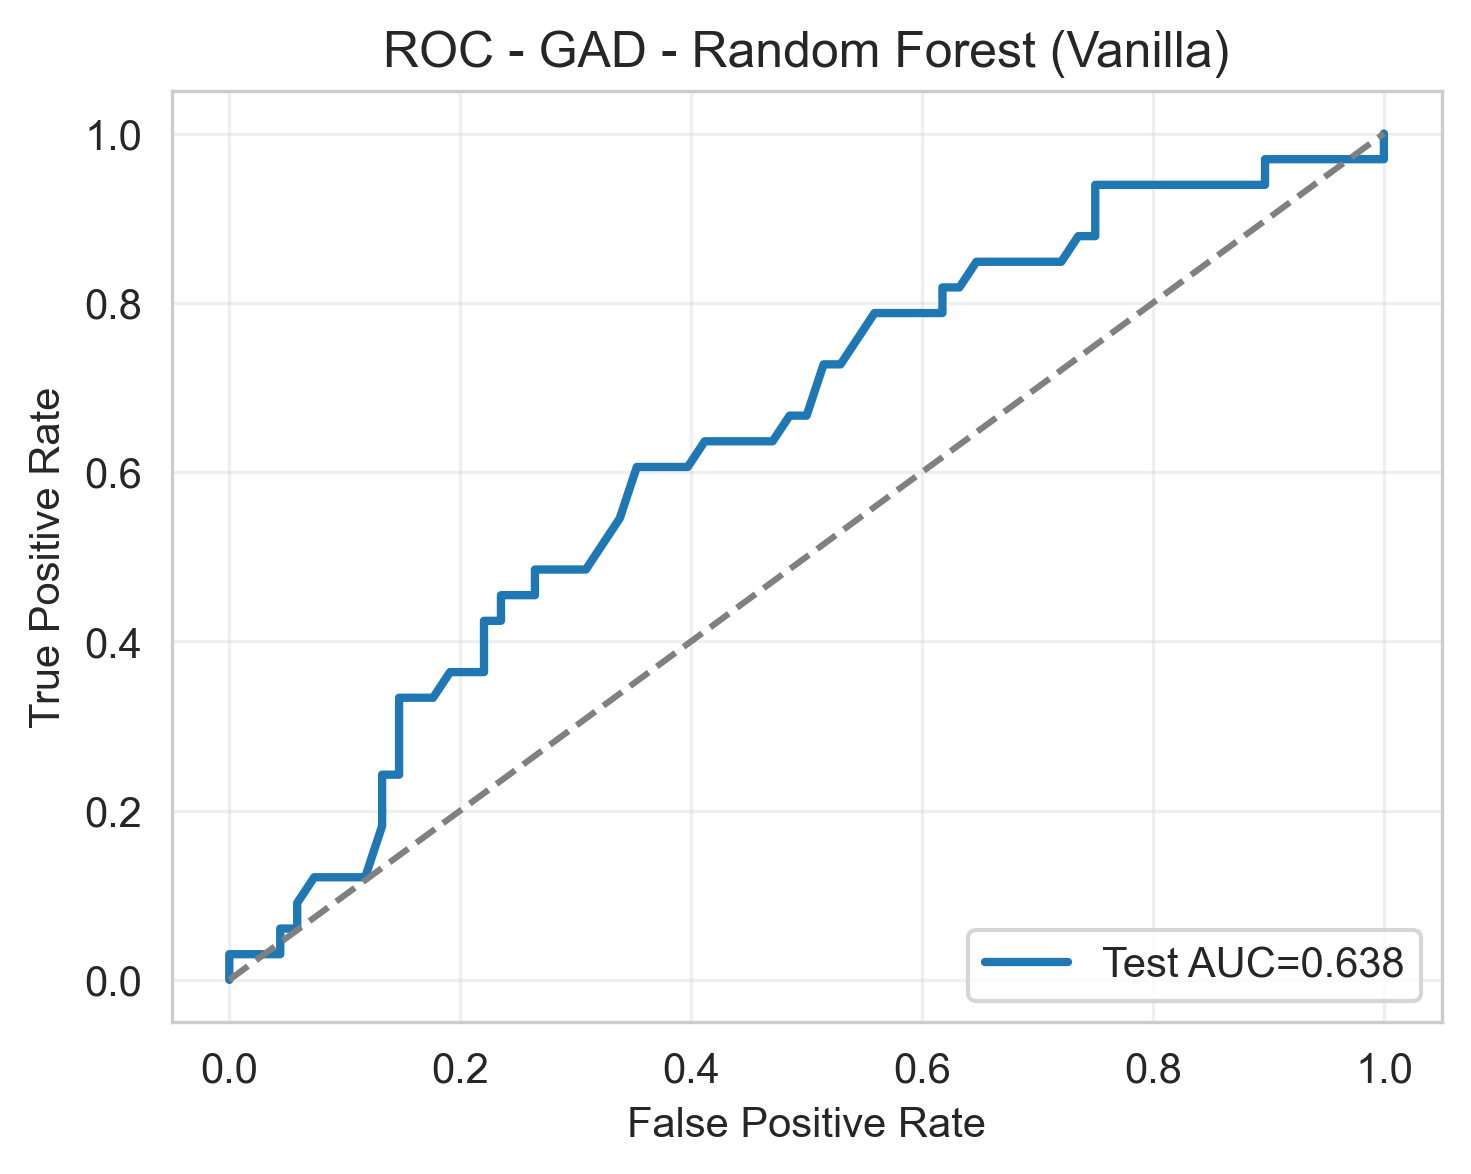 ROC - GAD - Random Forest (Vanilla)
True Positive Rate
1.0
0.8
0.6
0.4
0.2
0.0
Test AUC=0.638
0.0 0.2 0.4 0.6 0.8 1.0
False Positive Rate